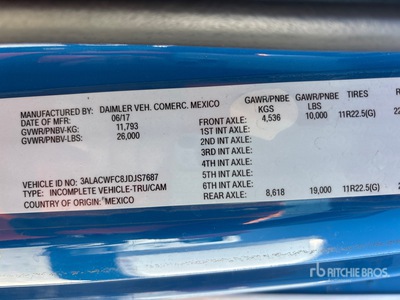 MANUFACTURED BY: DAIMLER VEH. COMERC. MEXICO
DATE OF MFR: 06/17
GVWR/PNBV-KG: 11,793
GVWR/PNBV-LBS: 26,000
VEHICLE ID NO: 3ALACWFC8JDJS7687
TYPE: INCOMPLETE VEHICLE-TRU/CAM
COUNTRY OF ORIGIN: MEXICO
GAWR/PNBE KGS GAWR/PNBE LBS TIRES
FRONT AXLE: 4,536 10,000 11R22.5(G) 22
1ST INT AXLE:
2ND INT AXLE:
3RD INT AXLE:
4TH INT AXLE:
5TH INT AXLE:
6TH INT AXLE:
REAR AXLE: 8,618 19,000 11R22.5(G)
rb RITCHIE BROS.